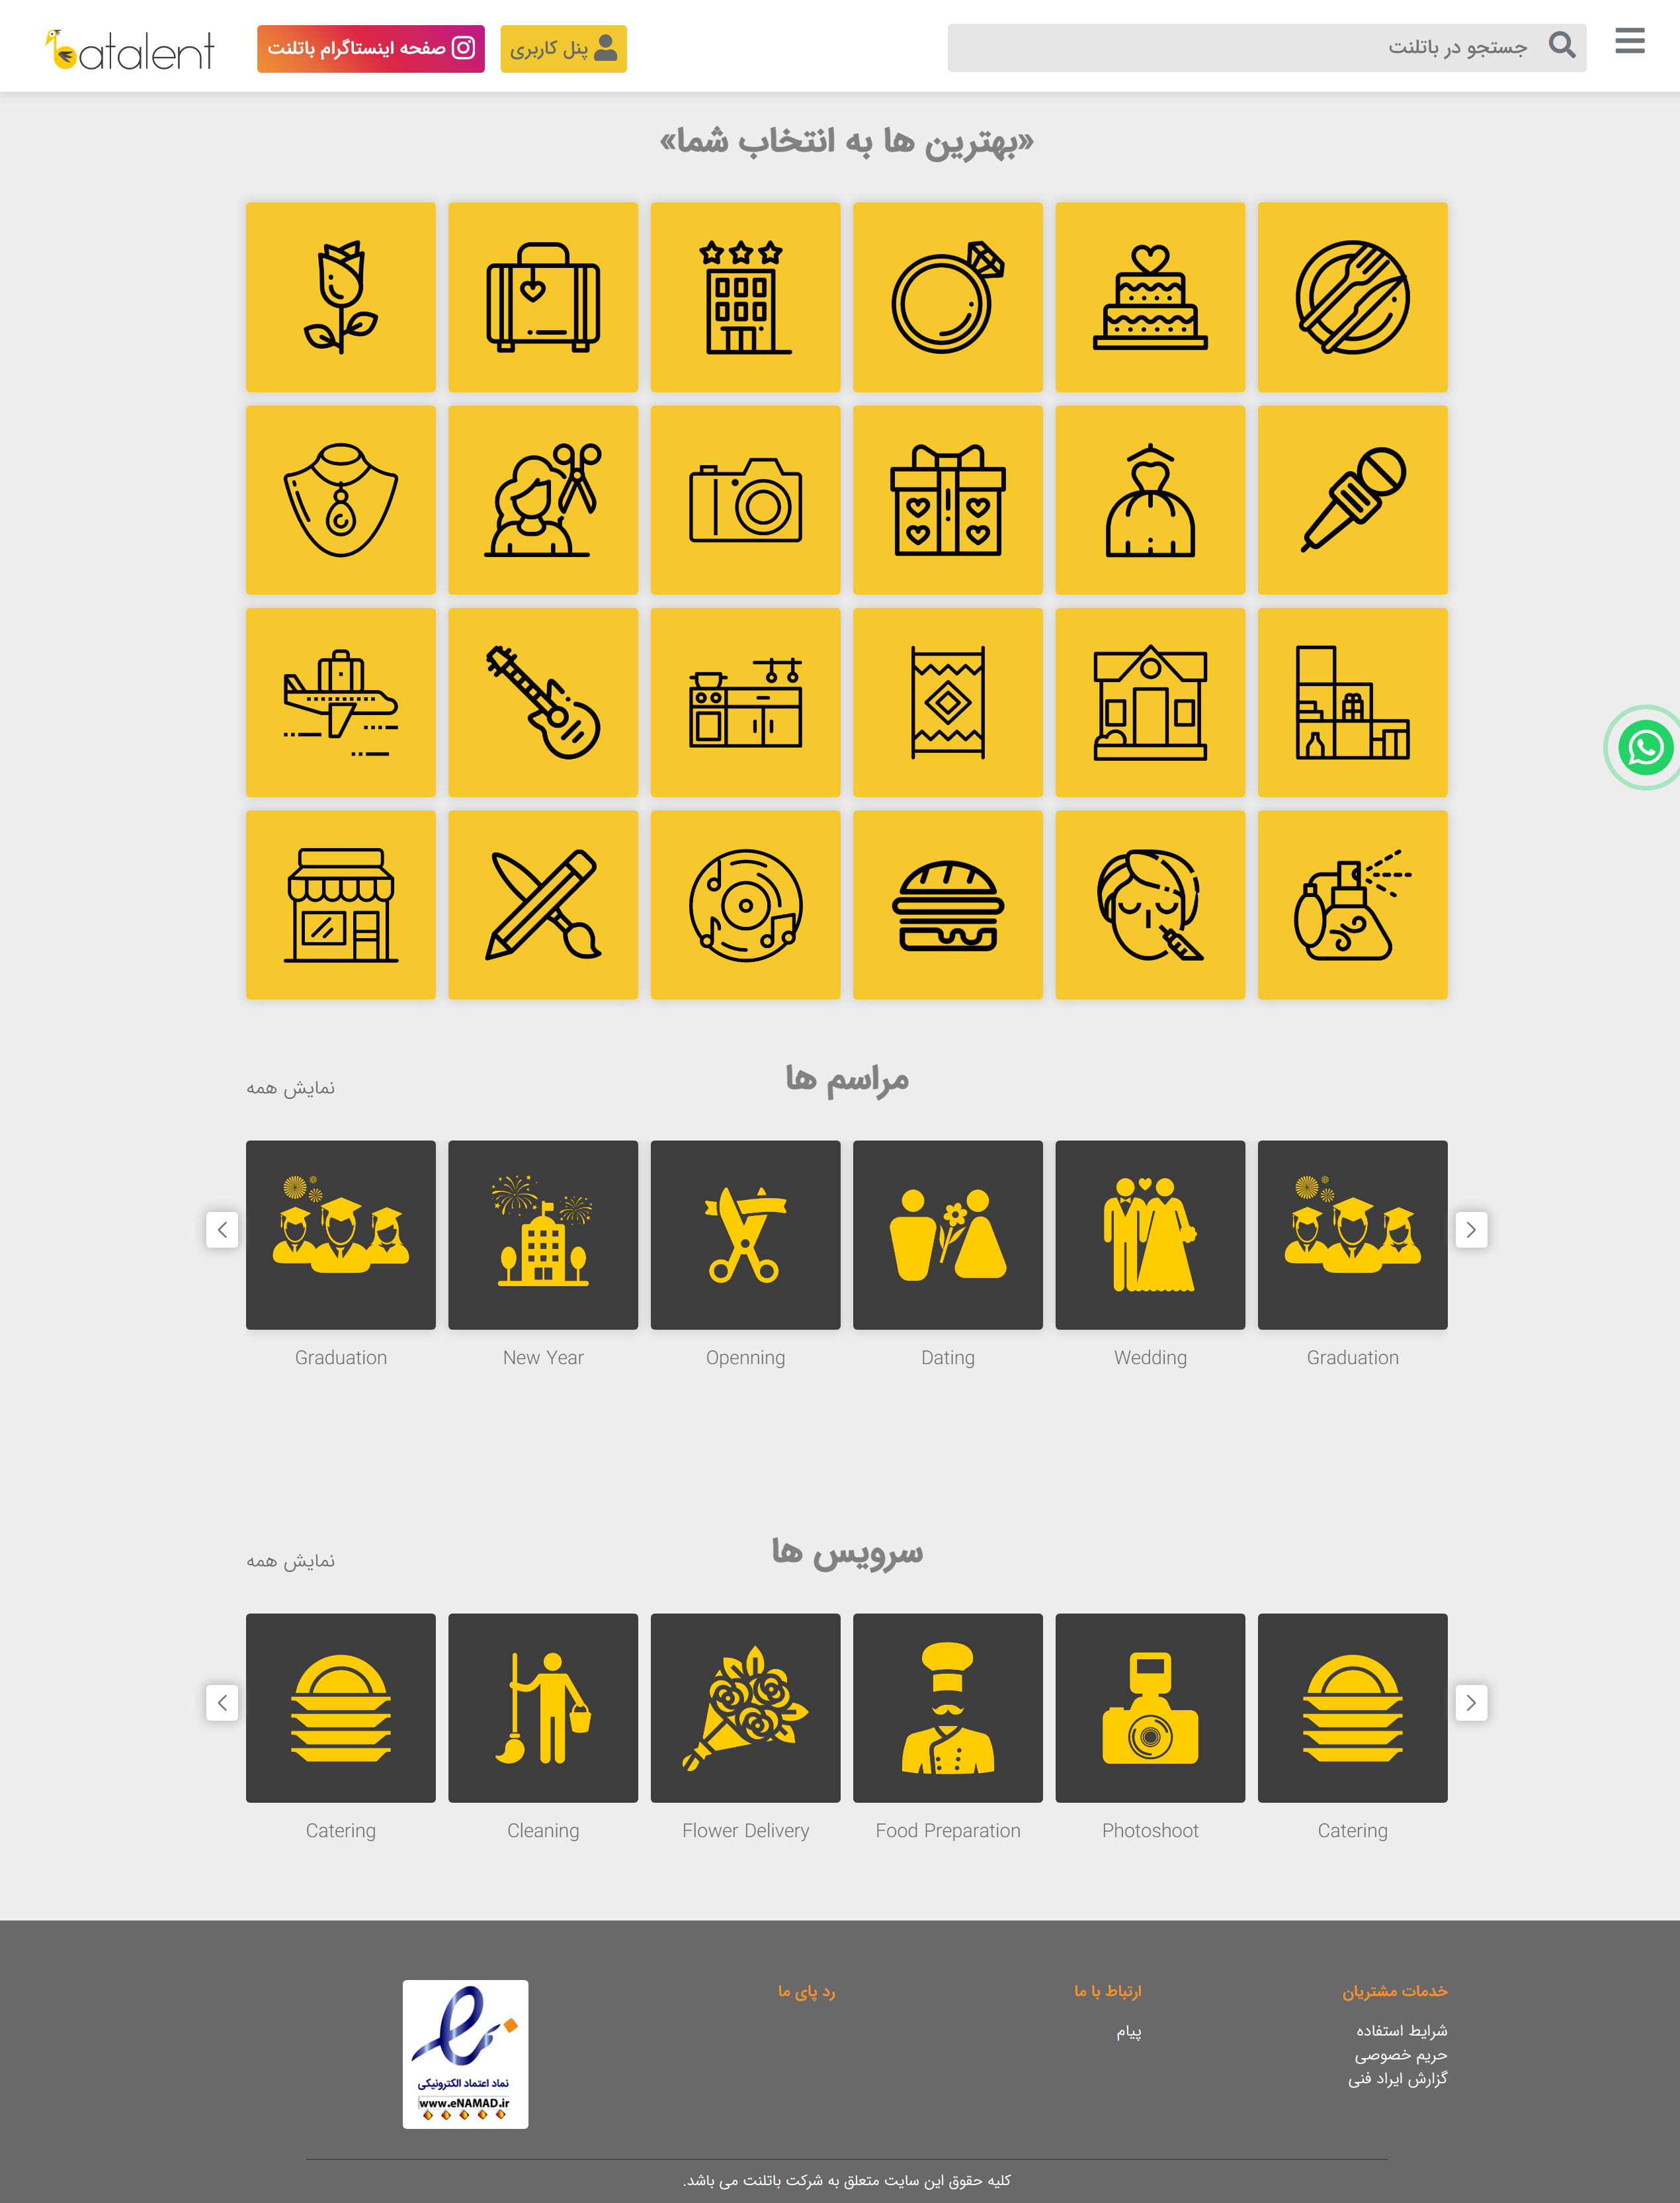 جستجو در باتلنت
پنل کاربری
صفحه اینستاگرام باتلنت
batalent
«بهترین ها به انتخاب شما»
مراسم ها
نمایش همه
Graduation
New Year
Openning
Dating
Wedding
Graduation
سرویس ها
نمایش همه
Catering
Cleaning
Flower Delivery
Food Preparation
Photoshoot
Catering
خدمات مشتریان
شرایط استفاده
حریم خصوصی
گزارش ایراد فنی
ارتباط با ما
پیام
رد پای ما
نماد اعتماد الکترونیکی
www.eNAMAD.ir
کلیه حقوق این سایت متعلق به شرکت باتلنت می باشد.